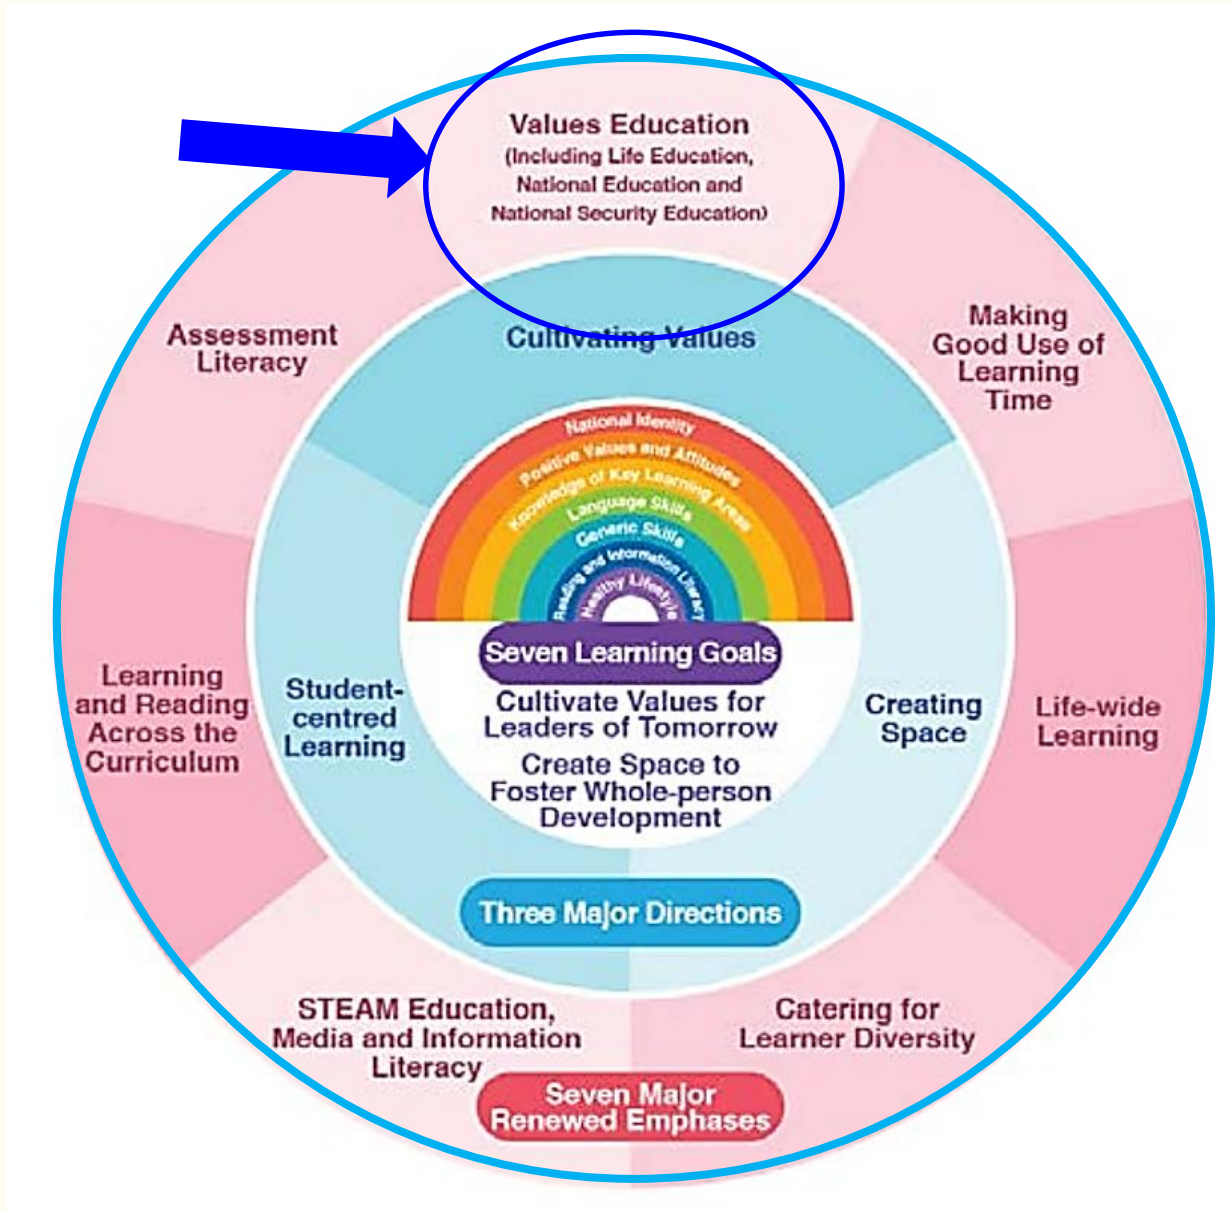 Values Education
(Including Life Education,
National Education and
National Security Education)
Assessment
Literacy
Cultivating Values
Making
Good Use of
Learning
Time
National Identity
Positive Values and Attitudes
Knowledge of Key Learning Areas
Language Skills
Generic Skills
Reading and Information Literacy
Healthy Lifestyle
Seven Learning Goals
Cultivate Values for
Leaders of Tomorrow
Create Space to
Foster Whole-person
Development
Learning
and Reading
Across the
Curriculum
Student-
centred
Learning
Creating
Space
Life-wide
Learning
Three Major Directions
STEAM Education,
Media and Information
Literacy
Catering for
Learner Diversity
Seven Major
Renewed Emphases